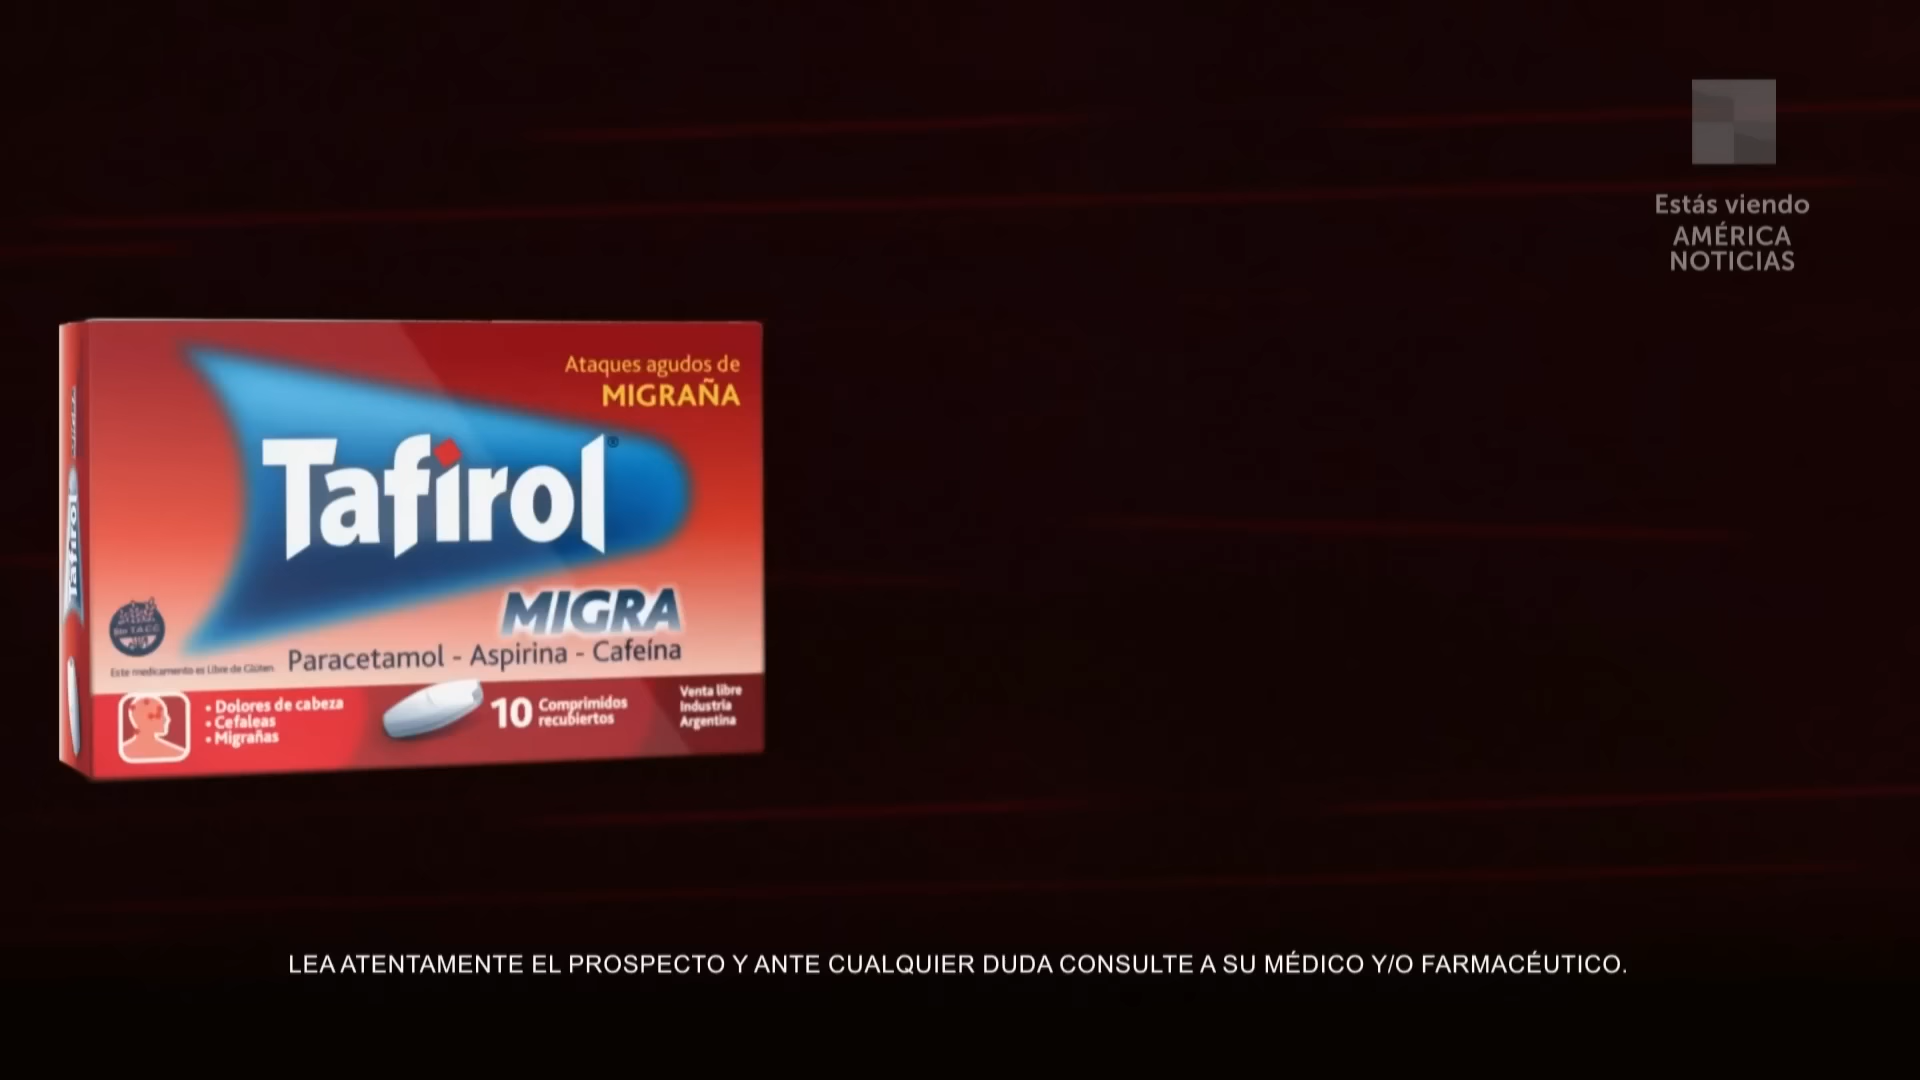 Estás viendo
AMÉRICA
NOTICIAS
Ataques agudos de
MIGRAÑA
Tafirol®
MIGRA
Paracetamol - Aspirina - Cafeína
Sin T.A.C.C.
Este medicamento es Libre de Glúten.
• Dolores de cabeza
• Cefaleas
• Migrañas
10 Comprimidos
recubiertos
Venta libre
Industria
Argentina
Tafirol
LEA ATENTAMENTE EL PROSPECTO Y ANTE CUALQUIER DUDA CONSULTE A SU MÉDICO Y/O FARMACÉUTICO.